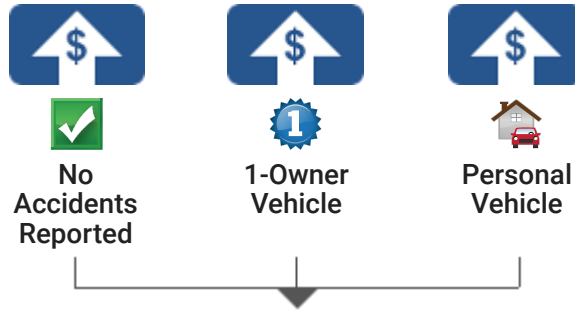 $ $ $
1
No Accidents Reported
1-Owner Vehicle
Personal Vehicle